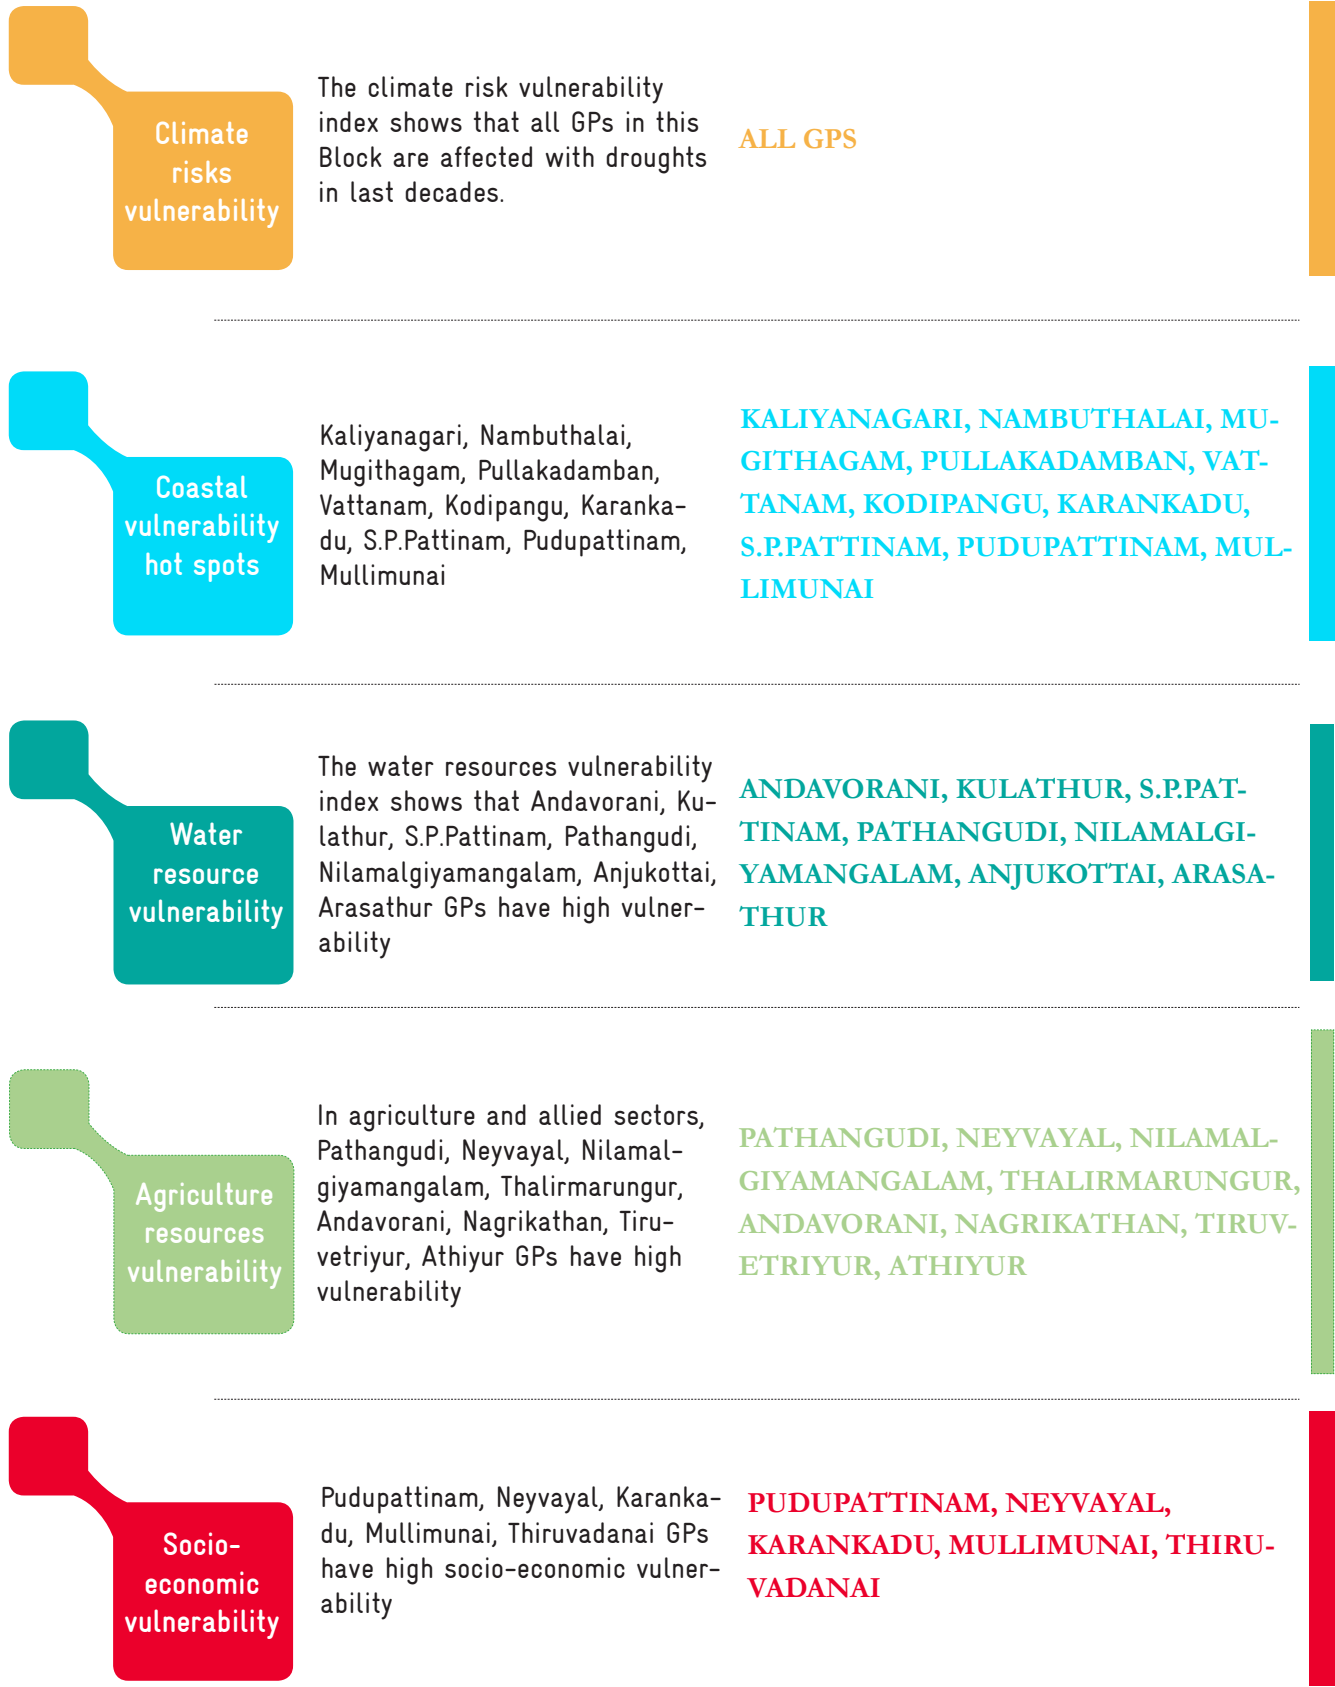 Climate
risks
vulnerability
The climate risk vulnerability
index shows that all GPs in this
Block are affected with droughts
in last decades.
ALL GPS
Coastal
vulnerability
hot spots
Kaliyanagari, Nambuthalai,
Mugithagam, Pullakadamban,
Vattanam, Kodipangu, Karanka-
du, S.P.Pattinam, Pudupattinam,
Mullimunai
KALIYANAGARI, NAMBUTHALAI, MU-
GITHAGAM, PULLAKADAMBAN, VAT-
TANAM, KODIPANGU, KARANKADU,
S.P.PATTINAM, PUDUPATTINAM, MUL-
LIMUNAI
Water
resource
vulnerability
The water resources vulnerability
index shows that Andavorani, Ku-
lathur, S.P.Pattinam, Pathangudi,
Nilamalgiyamangalam, Anjukottai,
Arasathur GPs have high vulner-
ability
ANDAVORANI, KULATHUR, S.P.PAT-
TINAM, PATHANGUDI, NILAMALGI-
YAMANGALAM, ANJUKOTTAI, ARASA-
THUR
Agriculture
resources
vulnerability
In agriculture and allied sectors,
Pathangudi, Neyvayal, Nilamal-
giyamangalam, Thalirmarungur,
Andavorani, Nagrikathan, Tiru-
vetriyur, Athiyur GPs have high
vulnerability
PATHANGUDI, NEYVAYAL, NILAMAL-
GIYAMANGALAM, THALIRMARUNGUR,
ANDAVORANI, NAGRIKATHAN, TIRUV-
ETRIYUR, ATHIYUR
Socio-
economic
vulnerability
Pudupattinam, Neyvayal, Karanka-
du, Mullimunai, Thiruvadanai GPs
have high socio-economic vulner-
ability
PUDUPATTINAM, NEYVAYAL,
KARANKADU, MULLIMUNAI, THIRU-
VADANAI